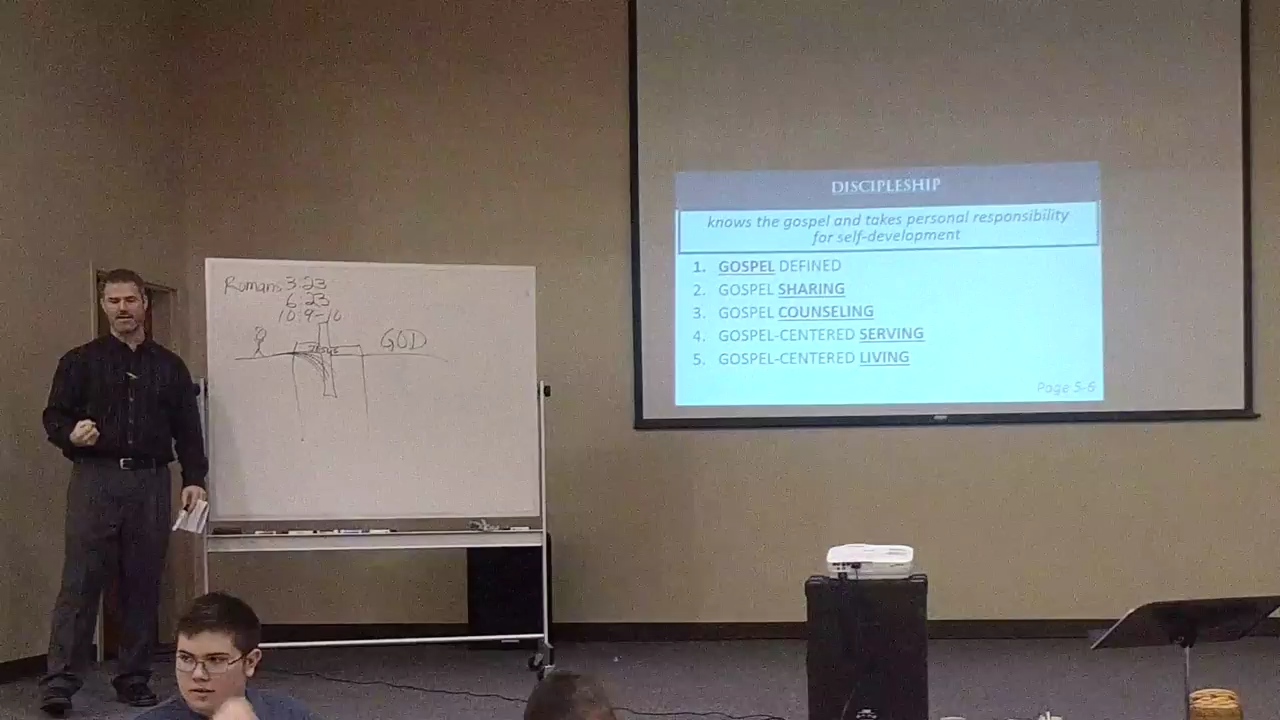 Romans 3:23
6:23
10:9-10
JESUS
GOD
DISCIPLESHIP
knows the gospel and takes personal responsibility
for self-development
1. GOSPEL DEFINED
2. GOSPEL SHARING
3. GOSPEL COUNSELING
4. GOSPEL-CENTERED SERVING
5. GOSPEL-CENTERED LIVING
Page 5-6